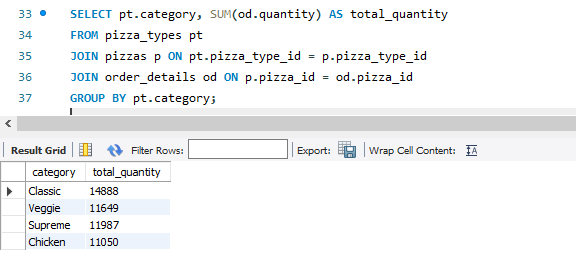 33 SELECT pt.category, SUM(od.quantity) AS total_quantity
34 FROM pizza_types pt
35 JOIN pizzas p ON pt.pizza_type_id = p.pizza_type_id
36 JOIN order_details od ON p.pizza_id = od.pizza_id
37 GROUP BY pt.category;
Result Grid Filter Rows: Export: Wrap Cell Content: IA
category total_quantity
Classic 14888
Veggie 11649
Supreme 11987
Chicken 11050